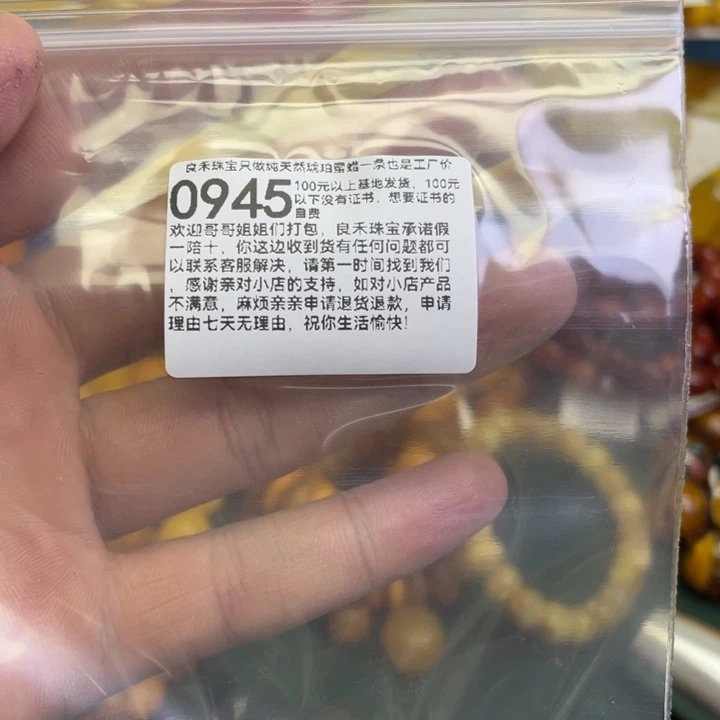 良禾珠宝只做纯天然琥珀蜜蜡一条也是工厂价
0945
100元以上基地发货，100元
以下没有证书，想要证书的
自费
欢迎哥哥姐姐们打包，良禾珠宝承诺假
一陪十，你这边收到货有任何问题都可
以联系客服解决，请第一时间找到我们
，感谢亲对小店的支持，如对小店产品
不满意，麻烦亲亲申请退货退款，申请
理由七天无理由，祝你生活愉快！